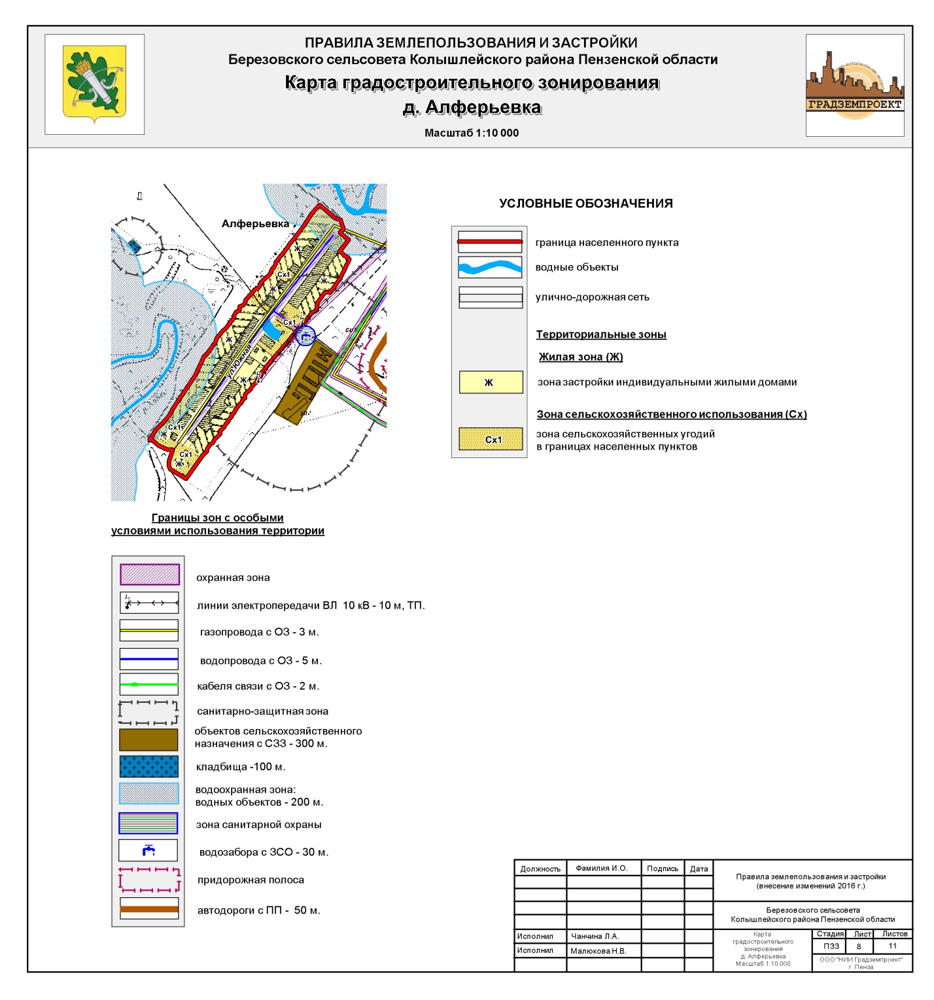 ПРАВИЛА ЗЕМЛЕПОЛЬЗОВАНИЯ И ЗАСТРОЙКИ
Березовского сельсовета Колышлейского района Пензенской области
Карта градостроительного зонирования
д. Алферьевка
Масштаб 1:10 000
ГРАДЗЕМПРОЕКТ
Алферьевка
Ж
Сх1
Ж
Ж
Сх1
Ж
ул.Южная
Ж
Сх1
Ж
Сх1
Ж
заг
УСЛОВНЫЕ ОБОЗНАЧЕНИЯ
граница населенного пункта
водные объекты
улично-дорожная сеть
Территориальные зоны
Жилая зона (Ж)
Ж
зона застройки индивидуальными жилыми домами
Зона сельскохозяйственного использования (Сх)
Сх1
зона сельскохозяйственных угодий
в границах населенных пунктов
Границы зон с особыми
условиями использования территории
охранная зона
линии электропередачи ВЛ 10 кВ - 10 м, ТП.
газопровода с ОЗ - 3 м.
водопровода с ОЗ - 5 м.
кабеля связи с ОЗ - 2 м.
санитарно-защитная зона
объектов сельскохозяйственного
назначения с СЗЗ - 300 м.
кладбища -100 м.
водоохранная зона:
водных объектов - 200 м.
зона санитарной охраны
водозабора с ЗСО - 30 м.
придорожная полоса
автодороги с ПП - 50 м.
Должность Фамилия И.О. Подпись Дата
Правила землепользования и застройки
(внесение изменений 2016 г.)
Березовского сельсовета
Колышлейского района Пензенской области
Исполнил Чанчина Л.А.
Исполнил Малюкова Н.В.
Карта
градостроительного
зонирования
д. Алферьевка
Масштаб 1:10 000
Стадия Лист Листов
ПЗЗ 8 11
ООО "НИИ Градземпроект"
г. Пенза